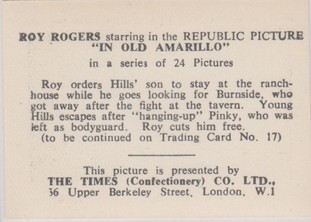 ROY ROGERS starring in the REPUBLIC PICTURE
"IN OLD AMARILLO"
in a series of 24 Pictures
Roy orders Hills' son to stay at the ranch-
house while he goes looking for Burnside, who
got away after the fight at the tavern. Young
Hills escapes after "hanging-up" Pinky, who was
left as bodyguard. Roy cuts him free.
(to be continued on Trading Card No. 17)
This picture is presented by
THE TIMES (Confectionery) CO. LTD.,
36 Upper Berkeley Street, London, W.1